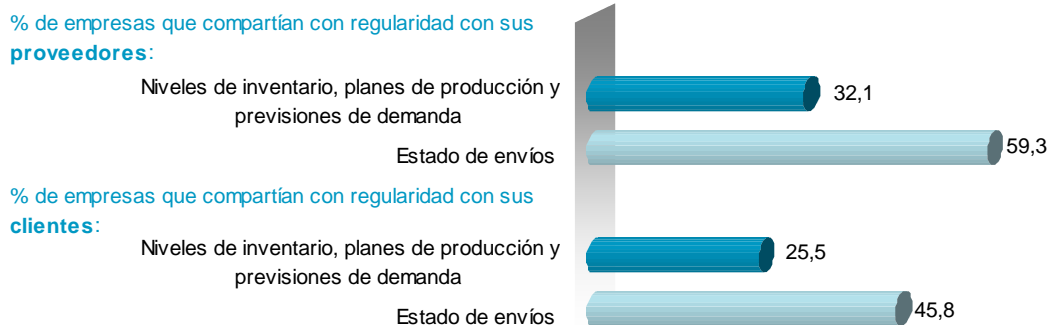 % de empresas que compartían con regularidad con sus
proveedores:
Niveles de inventario, planes de producción y
previsiones de demanda
32,1
Estado de envíos
59,3
% de empresas que compartían con regularidad con sus
clientes:
Niveles de inventario, planes de producción y
previsiones de demanda
25,5
Estado de envíos
45,8